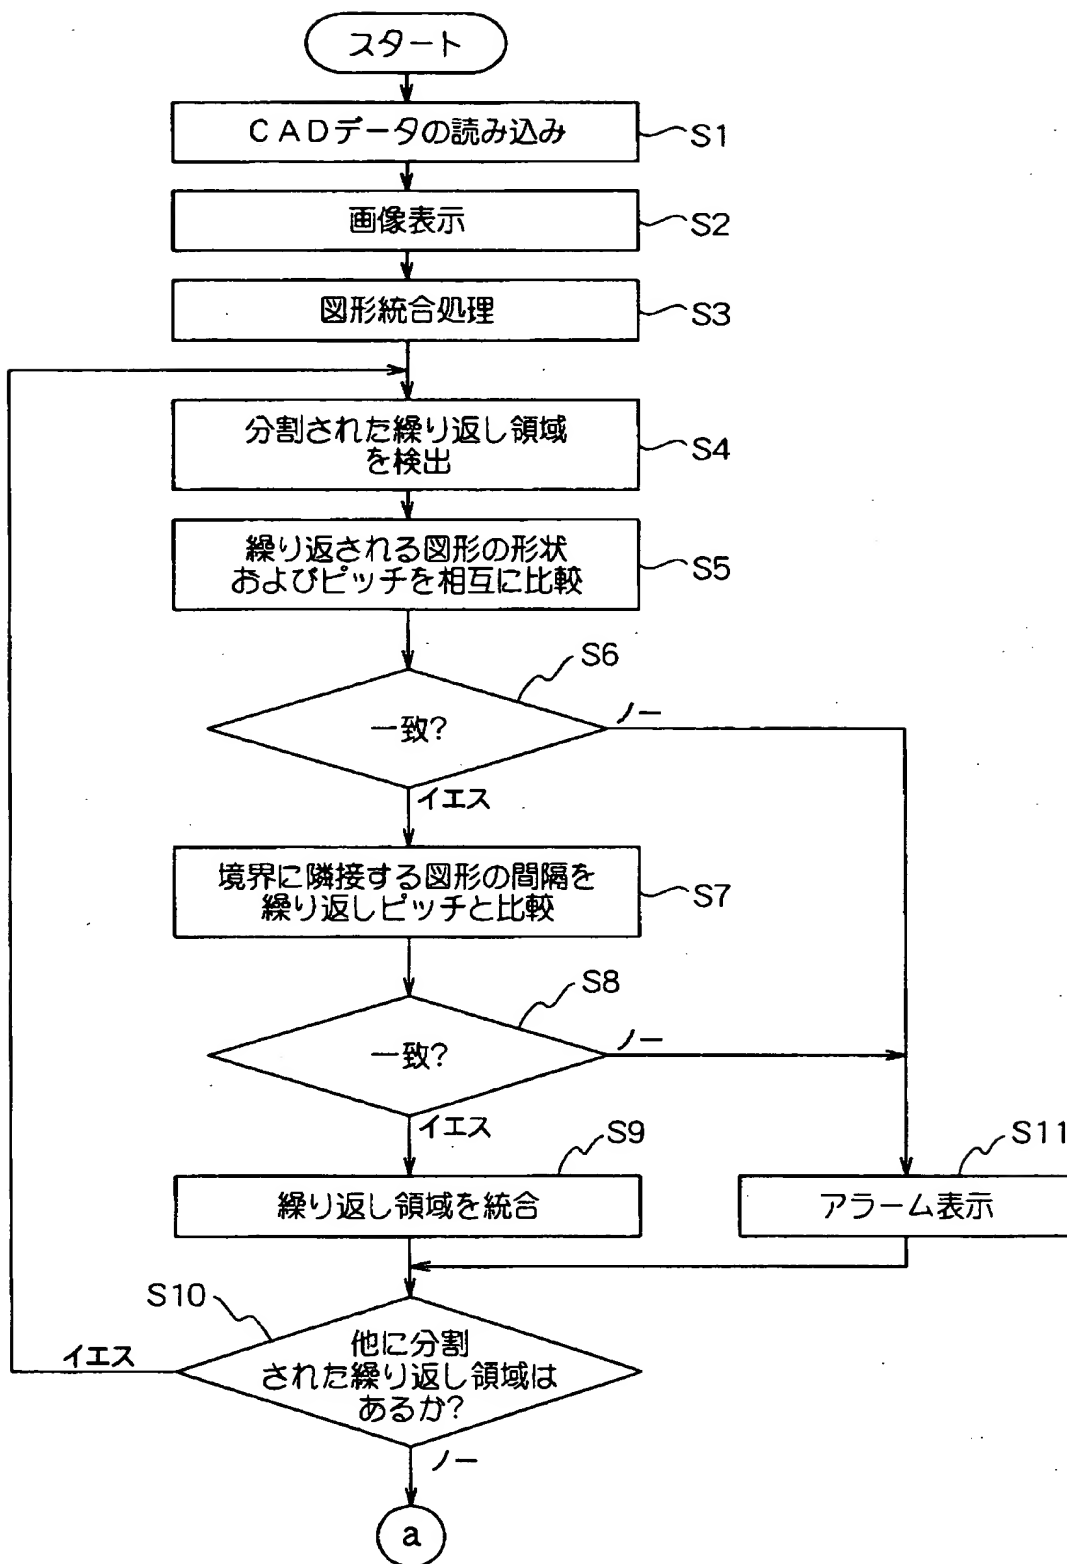 スタート
CADデータの読み込み
S1
画像表示
S2
図形統合処理
S3
分割された繰り返し領域
を検出
S4
繰り返される図形の形状
およびピッチを相互に比較
S5
S6
一致?
ノー
イエス
境界に隣接する図形の間隔を
繰り返しピッチと比較
S7
S8
一致?
ノー
イエス
S9
繰り返し領域を統合
S11
アラーム表示
S10
イエス
他に分割
された繰り返し領域は
あるか?
ノー
a